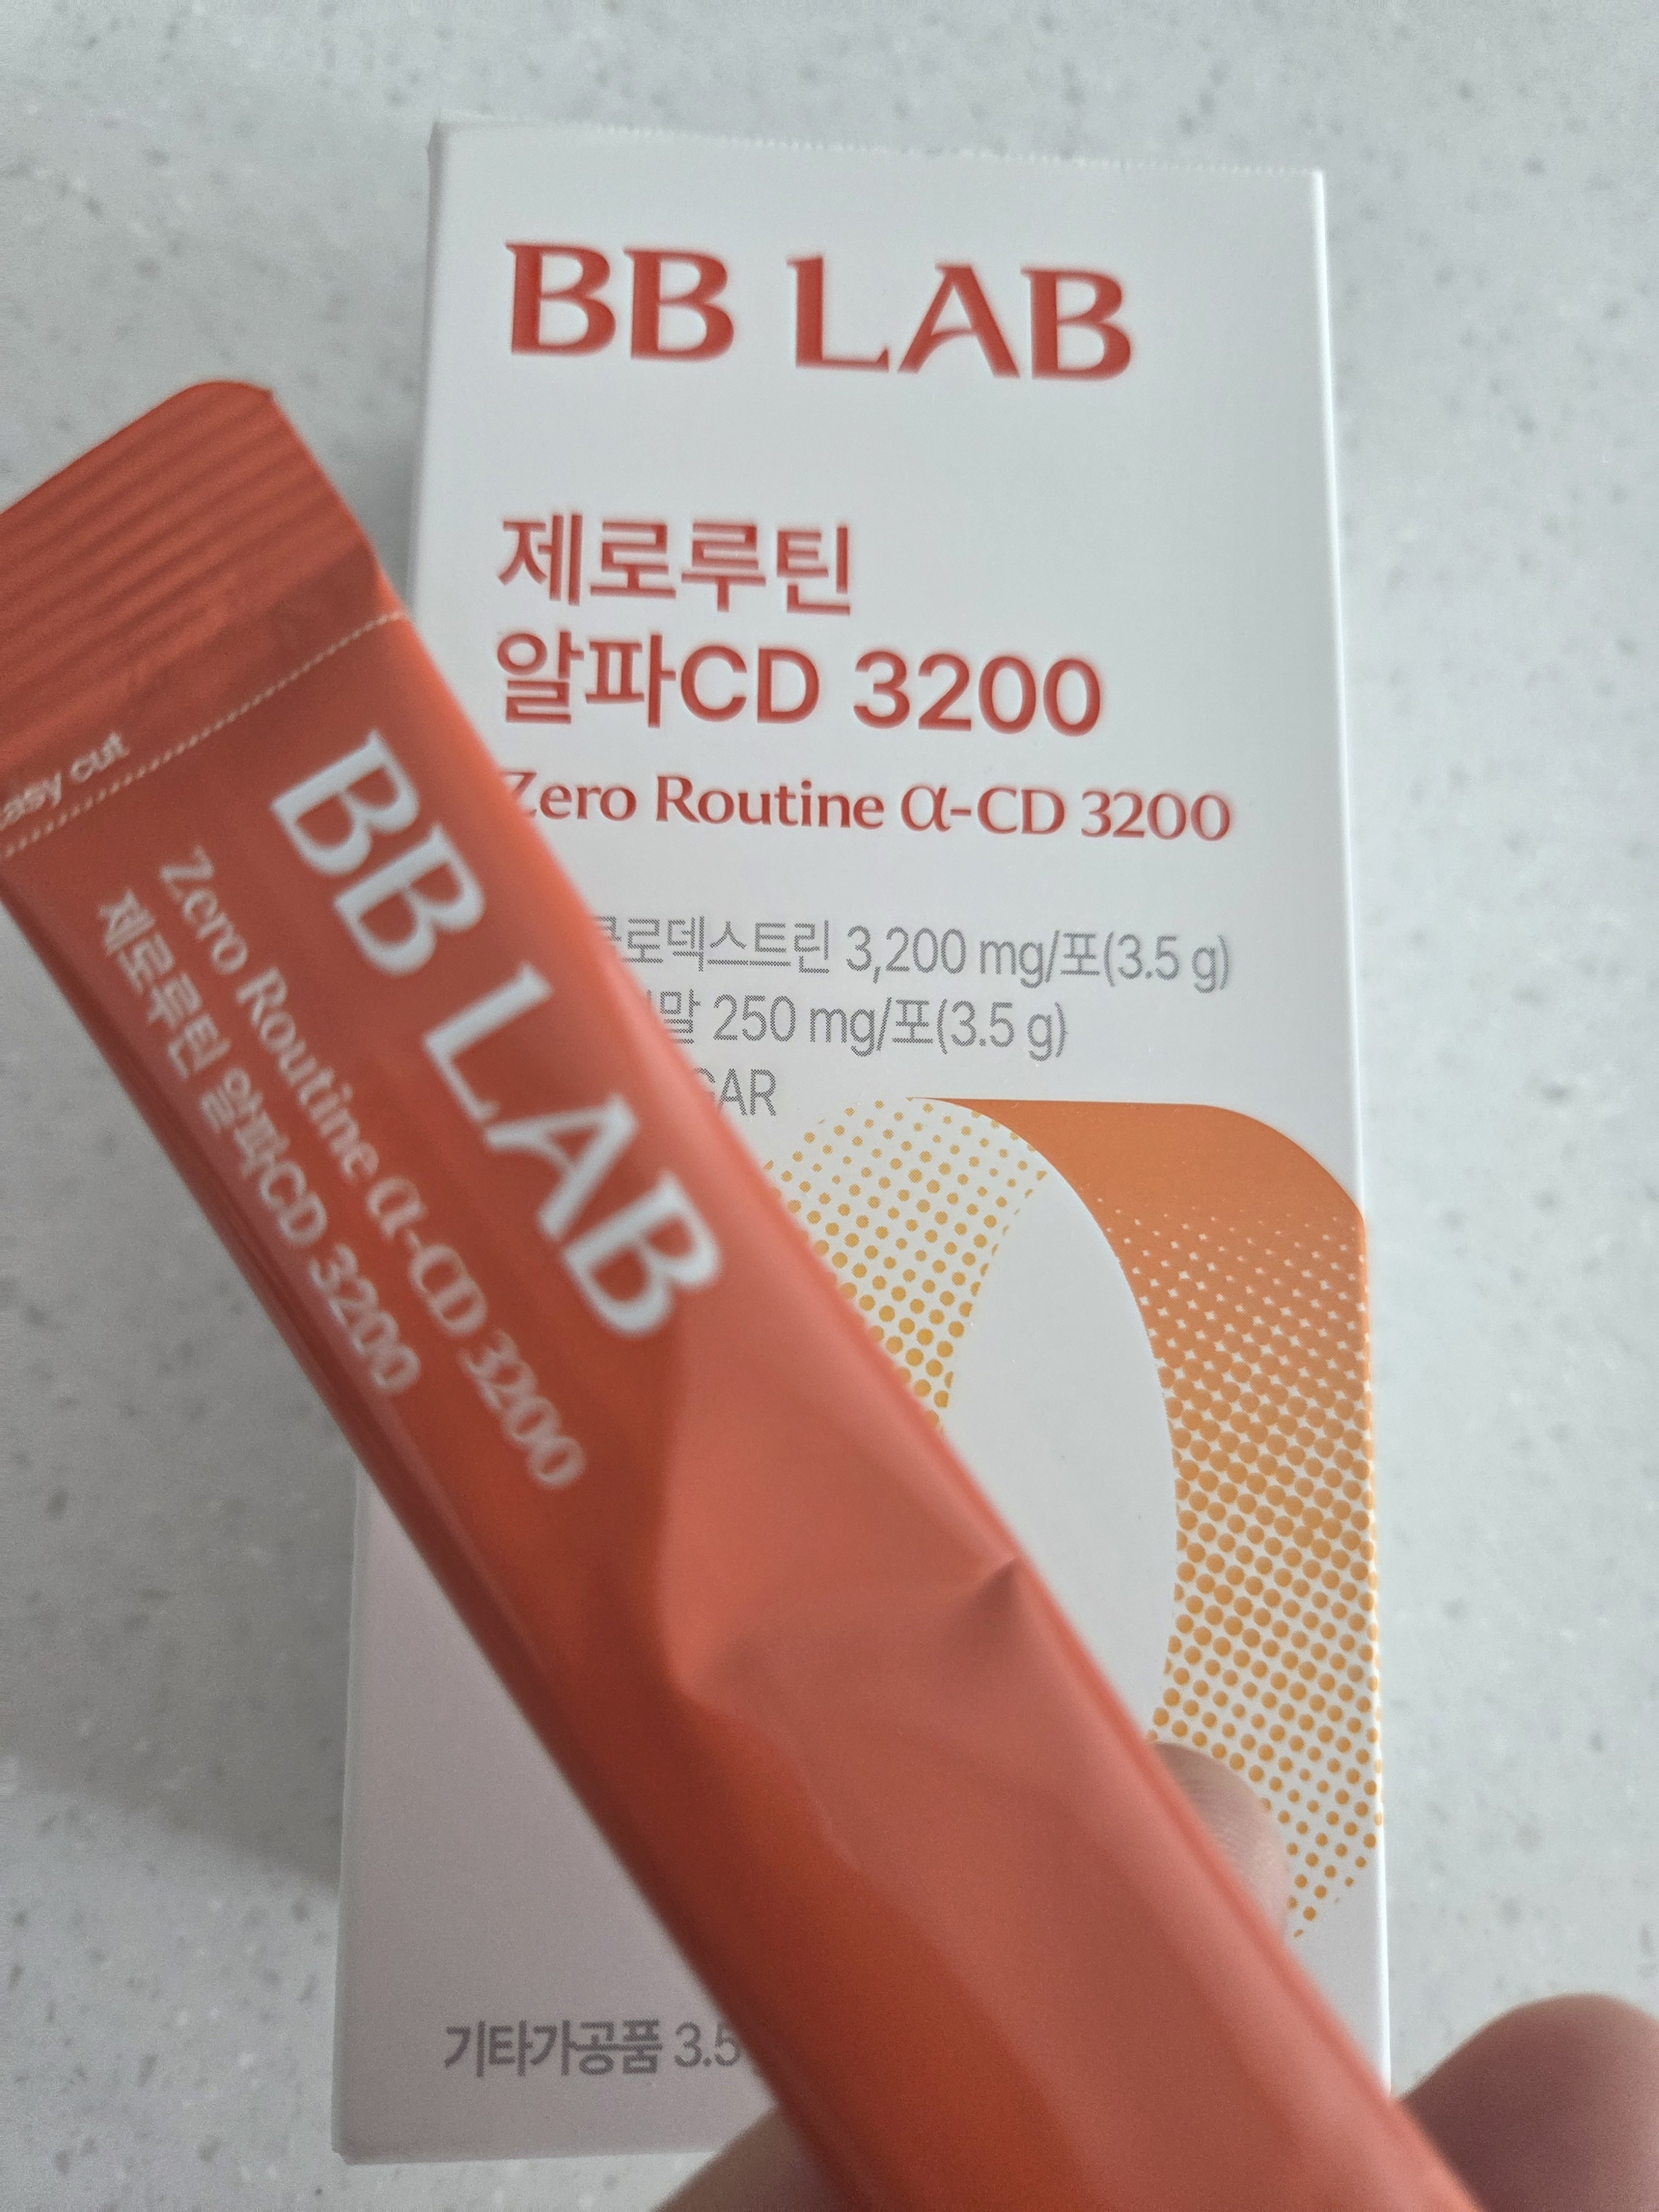 BB LAB
제로루틴
알파CD 3200
Zero Routine α-CD 3200
3,200 mg/포(3.5 g)
250 mg/포(3.5 g)
기타가공품
easy cut
BB LAB
Zero Routine α-CD 3200
제로루틴 알파CD 3200